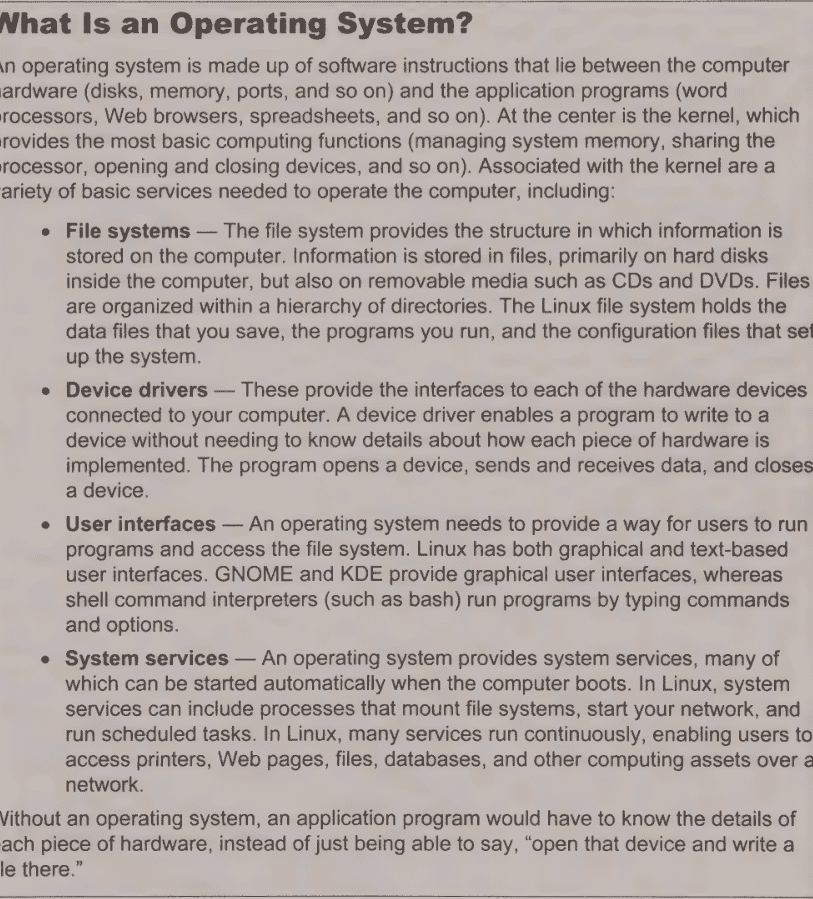 What Is an Operating System?
An operating system is made up of software instructions that lie between the computer
hardware (disks, memory, ports, and so on) and the application programs (word
processors, Web browsers, spreadsheets, and so on). At the center is the kernel, which
provides the most basic computing functions (managing system memory, sharing the
processor, opening and closing devices, and so on). Associated with the kernel are a
variety of basic services needed to operate the computer, including:
• File systems — The file system provides the structure in which information is
stored on the computer. Information is stored in files, primarily on hard disks
inside the computer, but also on removable media such as CDs and DVDs. Files
are organized within a hierarchy of directories. The Linux file system holds the
data files that you save, the programs you run, and the configuration files that set
up the system.
• Device drivers — These provide the interfaces to each of the hardware devices
connected to your computer. A device driver enables a program to write to a
device without needing to know details about how each piece of hardware is
implemented. The program opens a device, sends and receives data, and closes
a device.
• User interfaces — An operating system needs to provide a way for users to run
programs and access the file system. Linux has both graphical and text-based
user interfaces. GNOME and KDE provide graphical user interfaces, whereas
shell command interpreters (such as bash) run programs by typing commands
and options.
• System services — An operating system provides system services, many of
which can be started automatically when the computer boots. In Linux, system
services can include processes that mount file systems, start your network, and
run scheduled tasks. In Linux, many services run continuously, enabling users to
access printers, Web pages, files, databases, and other computing assets over a
network.
Without an operating system, an application program would have to know the details of
each piece of hardware, instead of just being able to say, “open that device and write a
file there.”